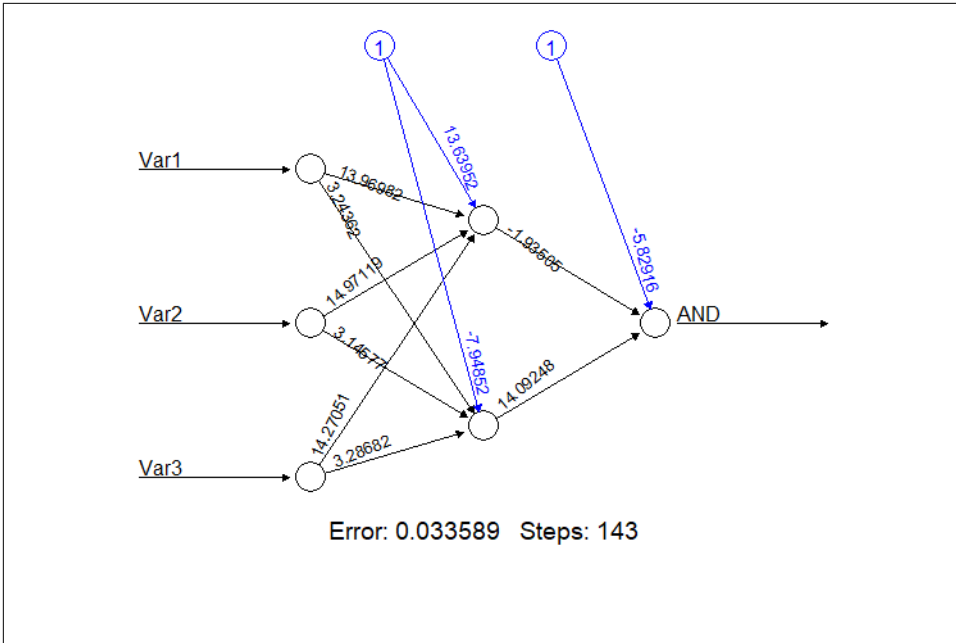 1 1
13.63952
Var1
13.96982
3.24362
-1.93505
-5.82916
14.97119
Var2
AND
3.14577
-7.94852
14.09248
14.27051
3.28682
Var3
Error: 0.033589 Steps: 143